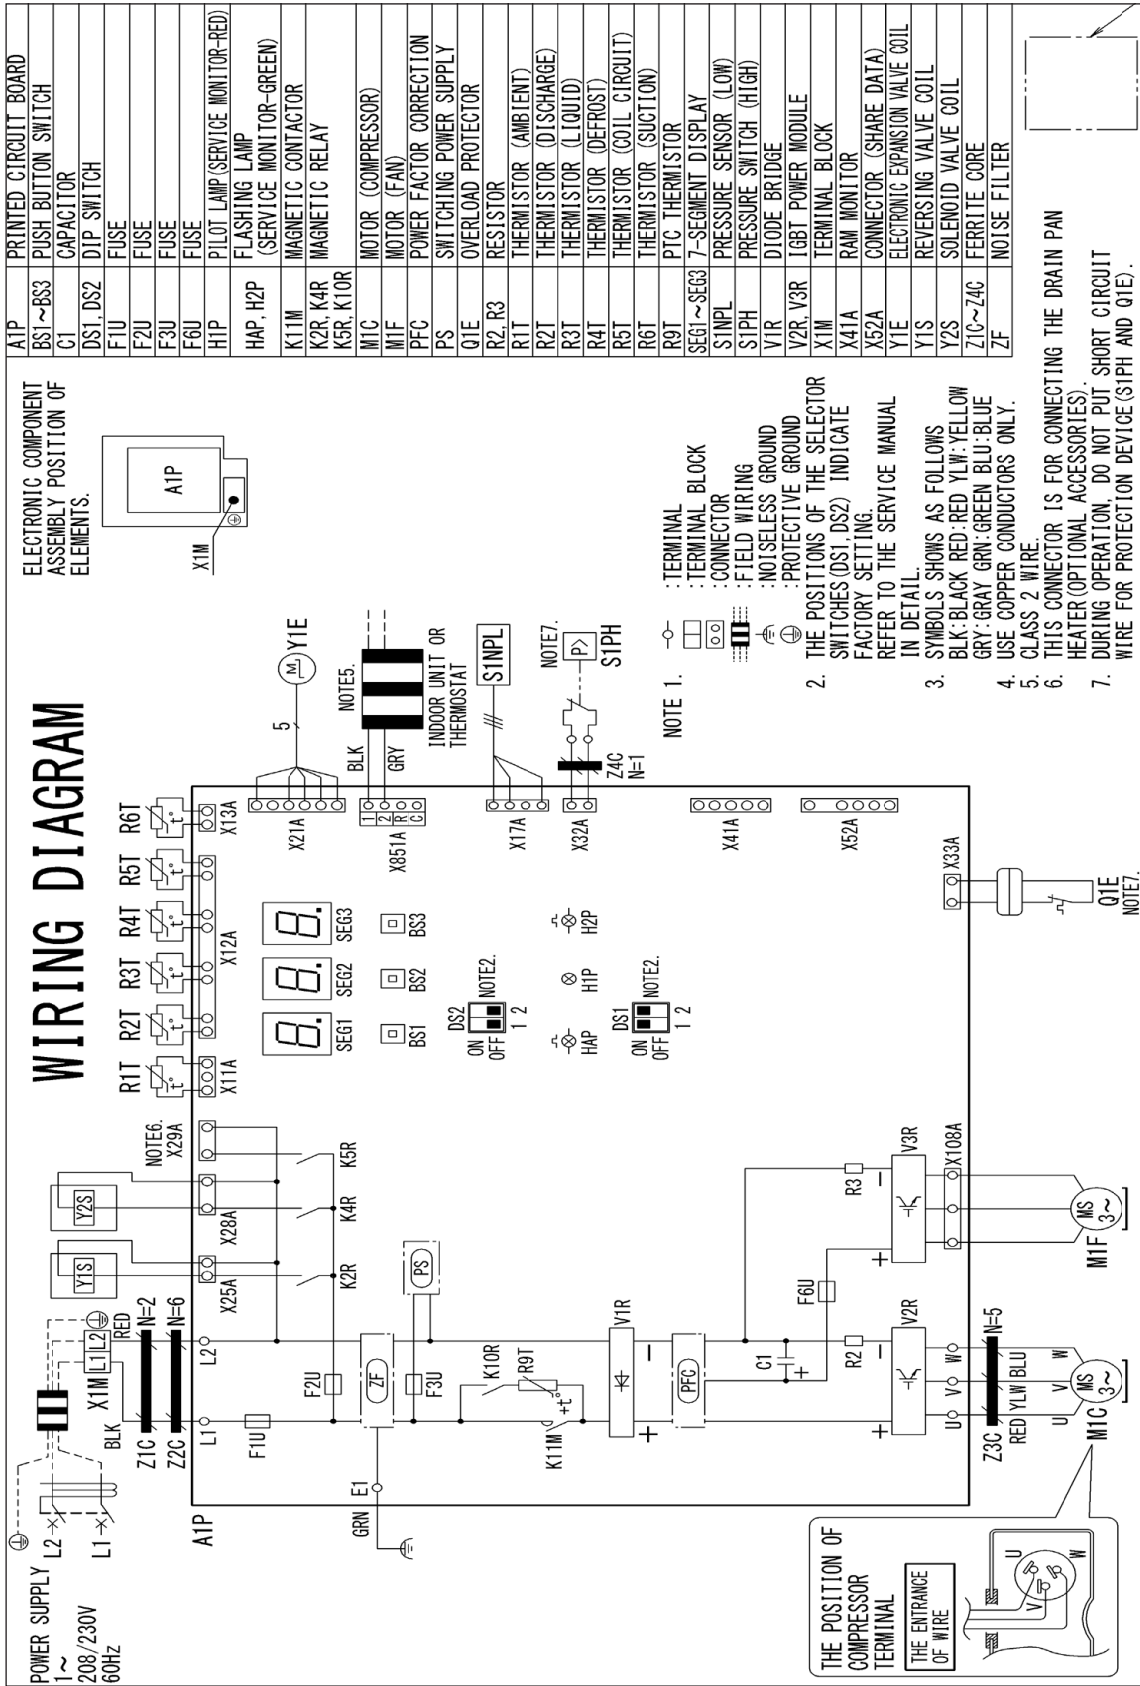 WIRING DIAGRAM
POWER SUPPLY
1~
208/230V
60Hz
L2
L1
X1M
L1 L2
BLK
RED
Z1C
N=2
Z2C
N=6
Y1S
Y2S
NOTE6.
X29A
X25A
X28A
R1T
R2T
R3T
R4T
R5T
R6T
t°
t°
t°
t°
t°
t°
X11A
X12A
X13A
A1P
L1
L2
F1U
F2U
K2R
K4R
K5R
GRN
E1
ZF
F3U
PS
K10R
R9T
+t°
K11M
V1R
+
-
PFC
C1
+
R2
R3
F6U
V2R
+
-
V3R
+
-
X108A
U
V
W
Z3C
N=5
RED
YLW
BLU
U
V
W
MS
3~
M1C
MS
3~
M1F
SEG1
SEG2
SEG3
BS1
BS2
BS3
DS2
ON
OFF
1 2
NOTE2.
HAP
H1P
H2P
DS1
ON
OFF
1 2
NOTE2.
X21A
5
M
Y1E
X851A
1
2
R
C
BLK
GRY
NOTE5.
INDOOR UNIT OR
THERMOSTAT
X17A
S1NPL
X32A
Z4C
N=1
NOTE7.
P>
S1PH
X41A
X52A
X33A
Q1E
NOTE7.
THE POSITION OF
COMPRESSOR
TERMINAL
THE ENTRANCE
OF WIRE
U
V
W
ELECTRONIC COMPONENT
ASSEMBLY POSITION OF
ELEMENTS.
X1M
A1P
NOTE 1.
:TERMINAL
:TERMINAL BLOCK
:CONNECTOR
:FIELD WIRING
:NOISELESS GROUND
:PROTECTIVE GROUND
2. THE POSITIONS OF THE SELECTOR
SWITCHES(DS1,DS2) INDICATE
FACTORY SETTING.
REFER TO THE SERVICE MANUAL
IN DETAIL.
3. SYMBOLS SHOWS AS FOLLOWS
BLK:BLACK RED:RED YLW:YELLOW
GRY:GRAY GRN:GREEN BLU:BLUE
4. USE COPPER CONDUCTORS ONLY.
5. CLASS 2 WIRE.
6. THIS CONNECTOR IS FOR CONNECTING THE DRAIN PAN
HEATER(OPTIONAL ACCESSORIES).
7. DURING OPERATION, DO NOT PUT SHORT CIRCUIT
WIRE FOR PROTECTION DEVICE(S1PH AND Q1E).
A1P PRINTED CIRCUIT BOARD
BS1~BS3 PUSH BUTTON SWITCH
C1 CAPACITOR
DS1, DS2 DIP SWITCH
F1U FUSE
F2U FUSE
F3U FUSE
F6U FUSE
H1P PILOT LAMP(SERVICE MONITOR-RED)
HAP, H2P FLASHING LAMP
(SERVICE MONITOR-GREEN)
K11M MAGNETIC CONTACTOR
K2R, K4R MAGNETIC RELAY
K5R, K10R
M1C MOTOR (COMPRESSOR)
M1F MOTOR (FAN)
PFC POWER FACTOR CORRECTION
PS SWITCHING POWER SUPPLY
Q1E OVERLOAD PROTECTOR
R2, R3 RESISTOR
R1T THERMISTOR (AMBIENT)
R2T THERMISTOR (DISCHARGE)
R3T THERMISTOR (LIQUID)
R4T THERMISTOR (DEFROST)
R5T THERMISTOR (COIL CIRCUIT)
R6T THERMISTOR (SUCTION)
R9T PTC THERMISTOR
SEG1~SEG3 7-SEGMENT DISPLAY
S1NPL PRESSURE SENSOR (LOW)
S1PH PRESSURE SWITCH (HIGH)
V1R DIODE BRIDGE
V2R, V3R IGBT POWER MODULE
X1M TERMINAL BLOCK
X41A RAM MONITOR
X52A CONNECTOR (SHARE DATA)
Y1E ELECTRONIC EXPANSION VALVE COIL
Y1S REVERSING VALVE COIL
Y2S SOLENOID VALVE COIL
Z1C~Z4C FERRITE CORE
ZF NOISE FILTER